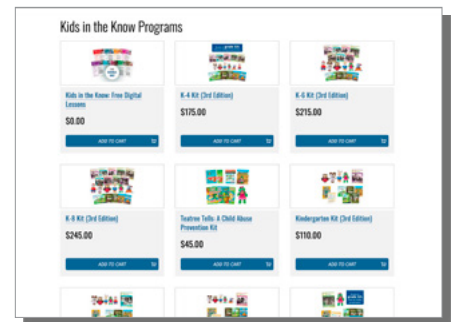 Kids in the Know Programs
Kids in the Know: Free Digital
Lessons
$0.00
ADD TO CART
K-4 Kit (3rd Edition)
$175.00
ADD TO CART
K-6 Kit (3rd Edition)
$215.00
ADD TO CART
K-8 Kit (3rd Edition)
$245.00
ADD TO CART
Teatree Tells: A Child Abuse
Prevention Kit
$45.00
ADD TO CART
Kindergarten Kit (3rd Edition)
$110.00
ADD TO CART